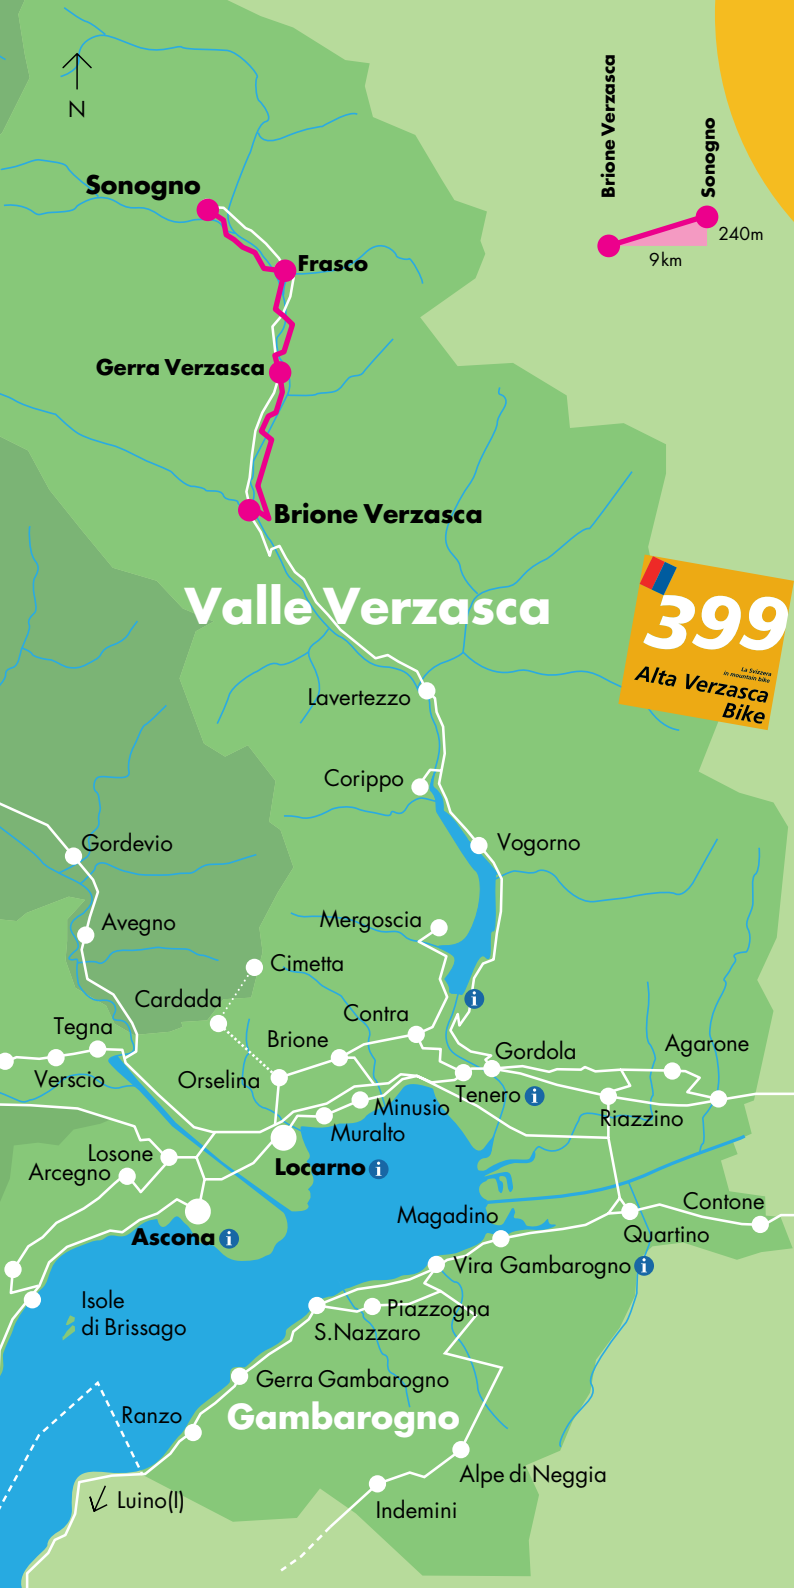 N
Brione Verzasca
Sonogno
240m
9km
Sonogno
Frasco
Gerra Verzasca
Brione Verzasca
Valle Verzasca
399
La Svizzera
in mountain bike
Alta Verzasca
Bike
Lavertezzo
Corippo
Vogorno
Gordevio
Avegno
Mergoscia
Cimetta
Cardada
i
Contra
Tegna
Brione
Gordola
Agarone
Verscio
Orselina
Tenero i
Minusio
Riazzino
Muralto
Losone
Arcegno
Locarno i
Contone
Magadino
Quartino
Ascona i
Vira Gambarogno i
Isole
di Brissago
Piazzogna
S.Nazzaro
Gerra Gambarogno
Ranzo
Gambarogno
Alpe di Neggia
Luino(I)
Indemini